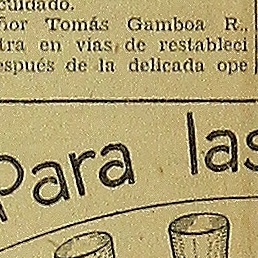 cuidado.
ñor Tomás Gamboa R.,
tra en vías de restableci
espués de la delicada ope
Para las